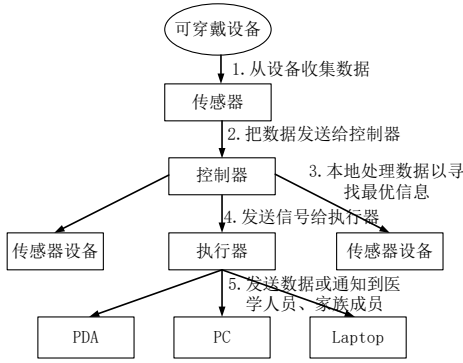 可穿戴设备
1.从设备收集数据
传感器
2.把数据发送给控制器
控制器
3.本地处理数据以寻
找最优信息
4.发送信号给执行器
传感器设备
执行器
传感器设备
5.发送数据或通知到医
学人员、家族成员
PDA
PC
Laptop